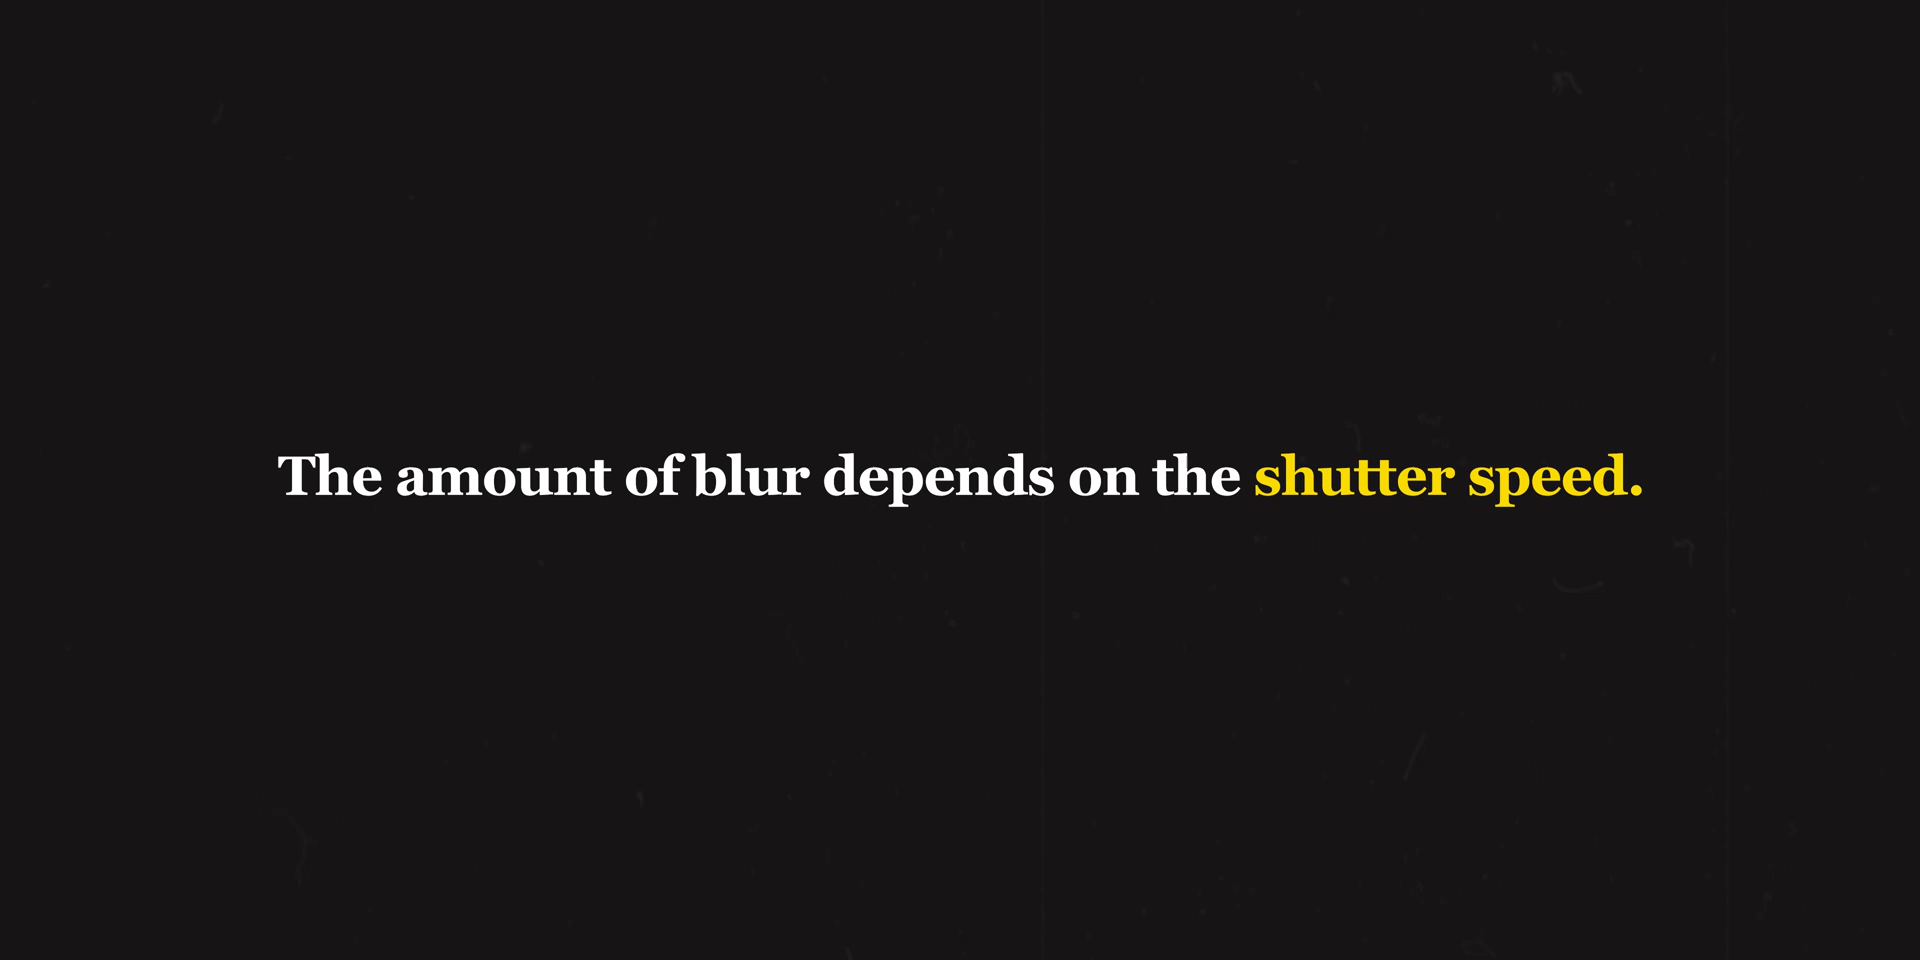 The amount of blur depends on the shutter speed.